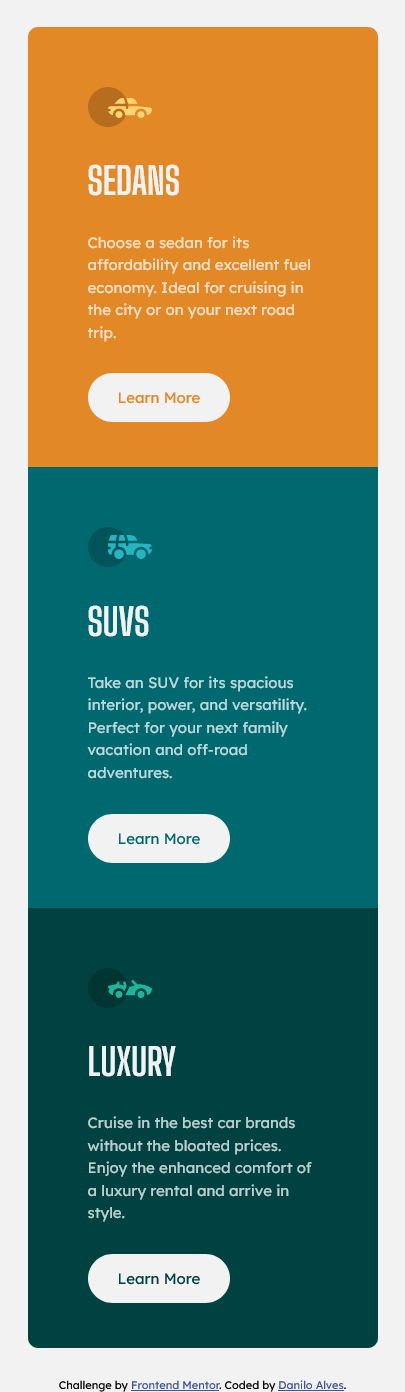 SEDANS
Choose a sedan for its
affordability and excellent fuel
economy. Ideal for cruising in
the city or on your next road
trip.
Learn More
SUVS
Take an SUV for its spacious
interior, power, and versatility.
Perfect for your next family
vacation and off-road
adventures.
Learn More
LUXURY
Cruise in the best car brands
without the bloated prices.
Enjoy the enhanced comfort of
a luxury rental and arrive in
style.
Learn More
Challenge by Frontend Mentor. Coded by Danilo Alves.